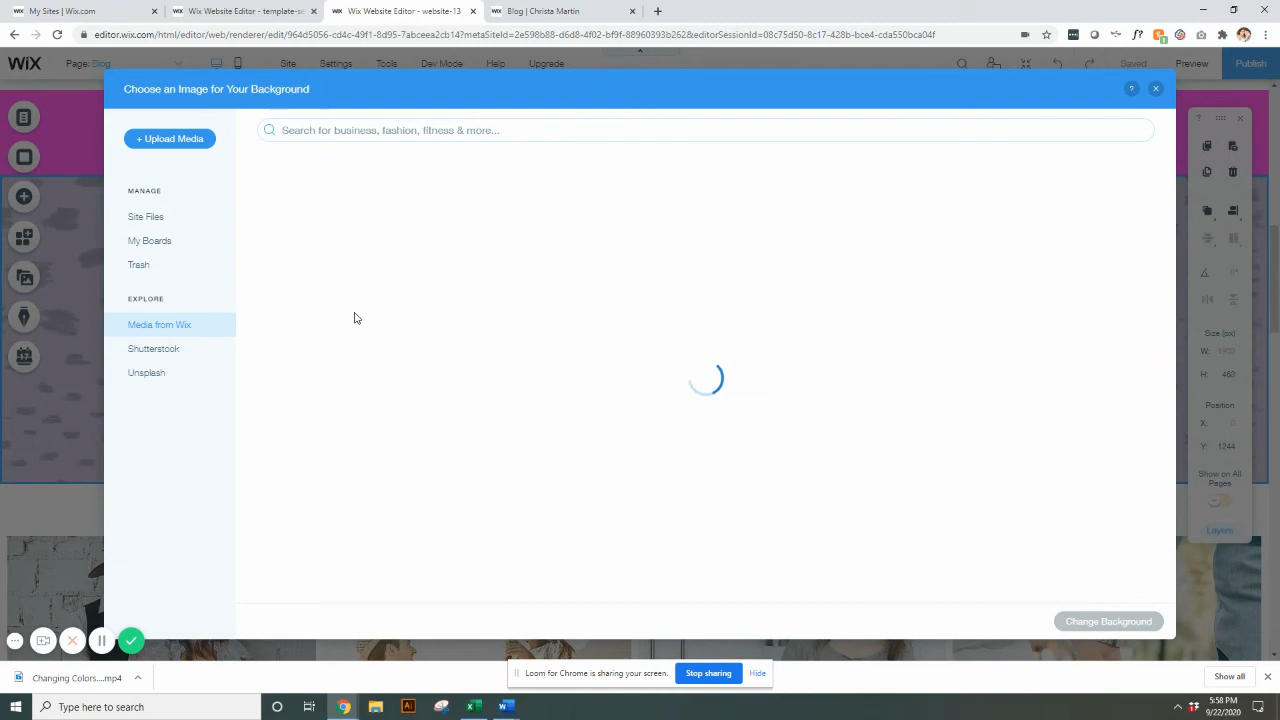 My Sites | Wix.com
Wix Website Editor - template-se
Wix Website Editor - website-13
Blog | Christa Martin
editor.wix.com/html/editor/web/renderer/edit/964d5056-cd4c-49f1-8d95-7abceea2cb14?metaSiteId=2e598b88-d6d8-4f02-bf9f-88960393b262&editorSessionId=08c75d50-8c17-428b-bce4-cda550bca04f
WiX
Page: Blog
Site
Settings
Tools
Dev Mode
Help
Upgrade
Saved
Preview
Publish
Choose an Image for Your Background
?
+ Upload Media
Search for business, fashion, fitness & more...
MANAGE
Site Files
My Boards
Trash
EXPLORE
Media from Wix
Shutterstock
Unsplash
Size (px)
W:
H: 463
Position
X: 0
Y: 1244
Show on All
Pages
Layers
Change Background
Loom for Chrome is sharing your screen.
Stop sharing
Hide
Changing Colors....mp4
Show all
Type here to search
5:58 PM
9/22/2020